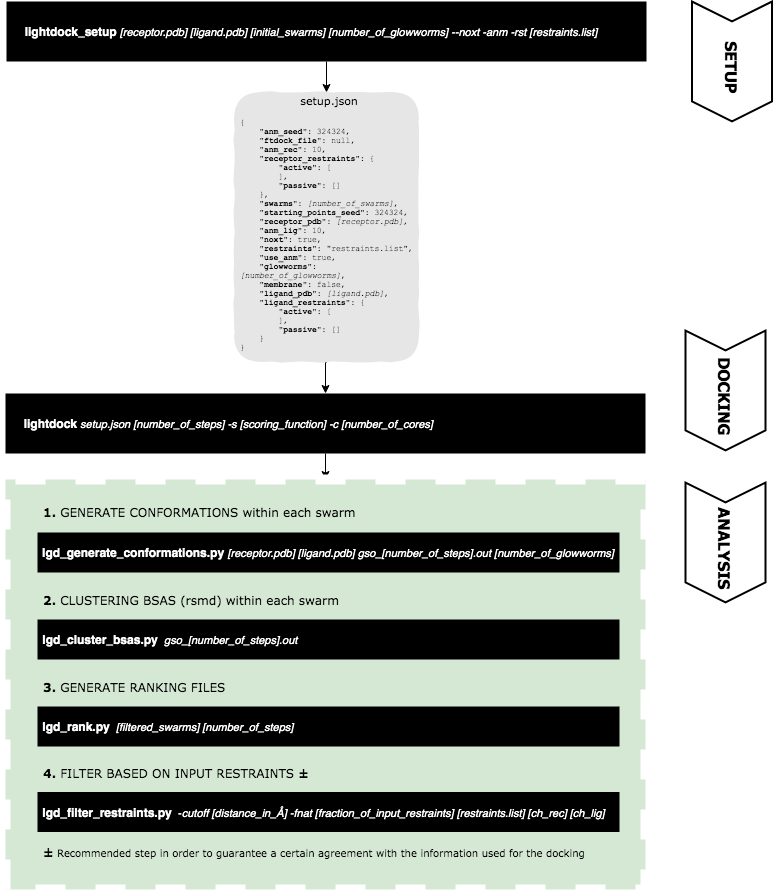 lightdock_setup [receptor.pdb] [ligand.pdb] [initial_swarms] [number_of_glowworms] --noxt -anm -rst [restraints.list]
SETUP
setup.json
{
"anm_seed": 324324,
"ftdock_file": null,
"anm_rec": 10,
"receptor_restraints": {
"active": [
],
"passive": []
},
"swarms": [number_of_swarms],
"starting_points_seed": 324324,
"receptor_pdb": [receptor.pdb],
"anm_lig": 10,
"noxt": true,
"restraints": "restraints.list",
"use_anm": true,
"glowworms":
[number_of_glowworms],
"membrane": false,
"ligand_pdb": [ligand.pdb],
"ligand_restraints": {
"active": [
],
"passive": []
}
}
DOCKING
lightdock setup.json [number_of_steps] -s [scoring_function] -c [number_of_cores]
ANALYSIS
1. GENERATE CONFORMATIONS within each swarm
lgd_generate_conformations.py [receptor.pdb] [ligand.pdb] gso_[number_of_steps].out [number_of_glowworms]
2. CLUSTERING BSAS (rsmd) within each swarm
lgd_cluster_bsas.py gso_[number_of_steps].out
3. GENERATE RANKING FILES
lgd_rank.py [filtered_swarms] [number_of_steps]
4. FILTER BASED ON INPUT RESTRAINTS ±
lgd_filter_restraints.py -cutoff [distance_in_Å] -fnat [fraction_of_input_restraints] [restraints.list] [ch_rec] [ch_lig]
± Recommended step in order to guarantee a certain agreement with the information used for the docking